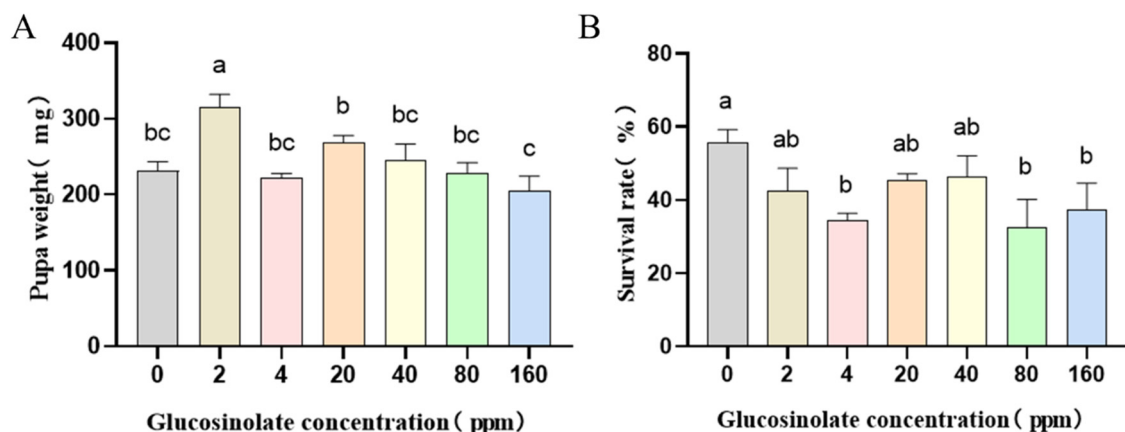 A
Pupa weight( mg)
400
300
200
100
0
bc
a
bc
b
bc
bc
c
0 2 4 20 40 80 160
Glucosinolate concentration( ppm)
B
Survival rate( %)
80
60
40
20
0
a
ab
b
ab
ab
b
b
0 2 4 20 40 80 160
Glucosinolate concentration( ppm)